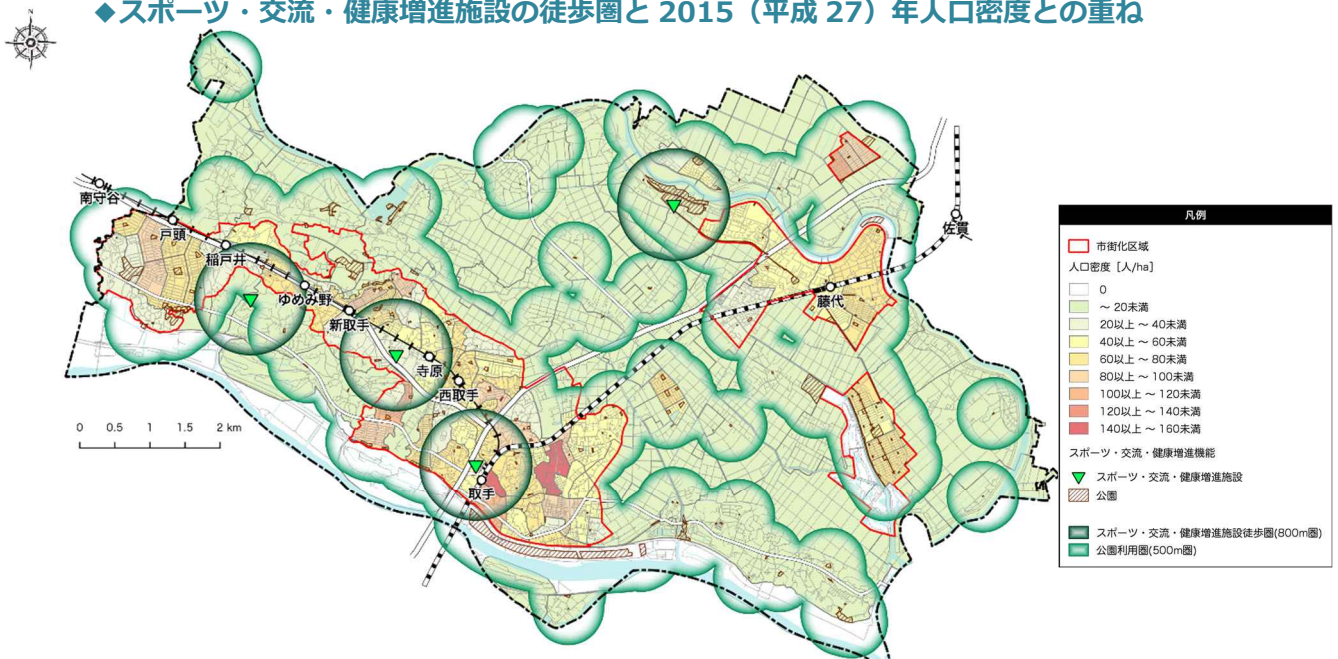 ◆スポーツ・交流・健康増進施設の徒歩圏と 2015（平成 27）年人口密度との重ね
N
南守谷
戸頭
稲戸井
ゆめみ野
新取手
寺原
西取手
取手
藤代
佐貫
0 0.5 1 1.5 2 km
凡例
市街化区域
人口密度［人/ha］
0
～ 20未満
20以上 ～ 40未満
40以上 ～ 60未満
60以上 ～ 80未満
80以上 ～ 100未満
100以上 ～ 120未満
120以上 ～ 140未満
140以上 ～ 160未満
スポーツ・交流・健康増進機能
スポーツ・交流・健康増進施設
公園
スポーツ・交流・健康増進施設徒歩圏(800m圏)
公園利用圏(500m圏)